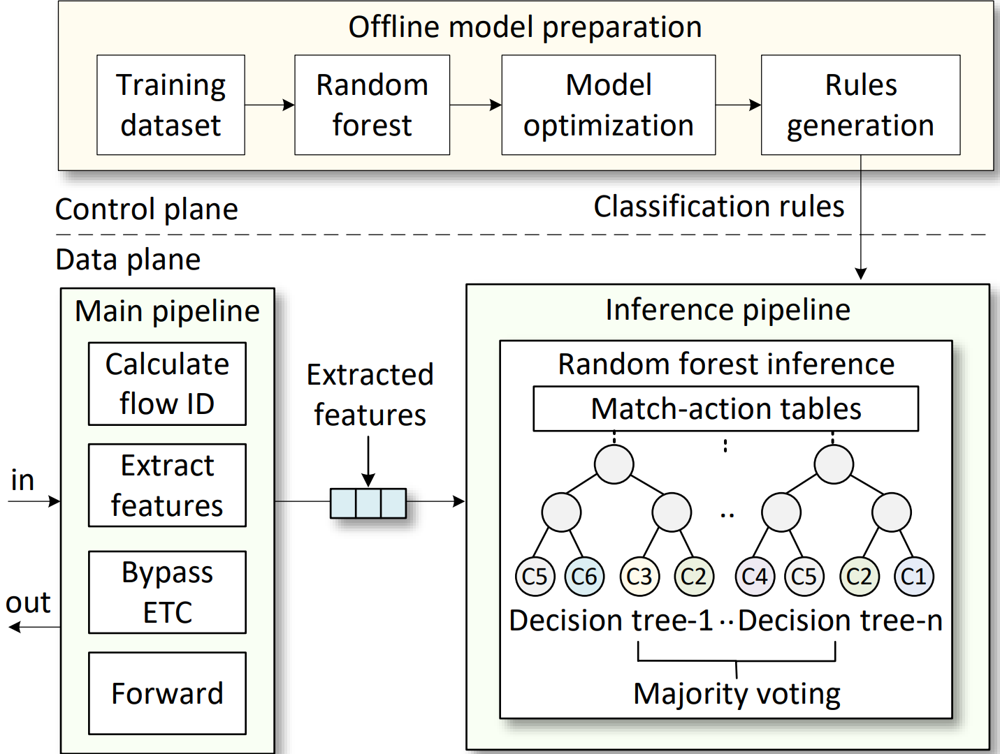 Offline model preparation
Training
dataset
Random
forest
Model
optimization
Rules
generation
Control plane
Classification rules
Data plane
Main pipeline
Calculate
flow ID
Extract
features
Bypass
ETC
Forward
in
out
Extracted
features
Inference pipeline
Random forest inference
Match-action tables
C5 C6 C3 C2 C4 C5 C2 C1
Decision tree-1 ·· Decision tree-n
Majority voting